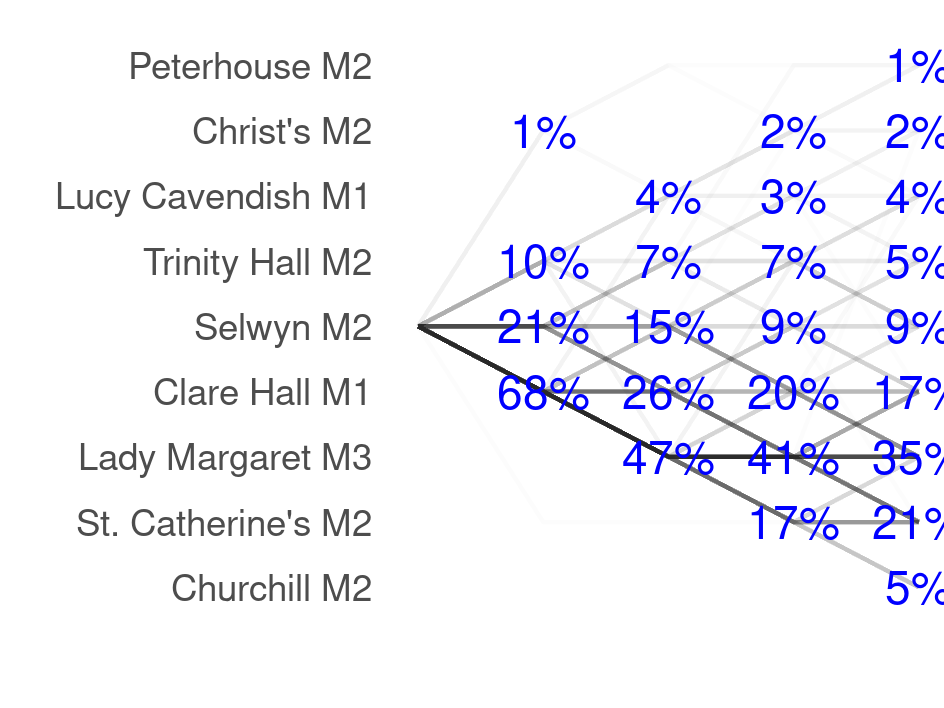 Peterhouse M2 1%
Christ's M2 1% 2% 2%
Lucy Cavendish M1 4% 3% 4%
Trinity Hall M2 10% 7% 7% 5%
Selwyn M2 21% 15% 9% 9%
Clare Hall M1 68% 26% 20% 17%
Lady Margaret M3 47% 41% 35%
St. Catherine's M2 17% 21%
Churchill M2 5%